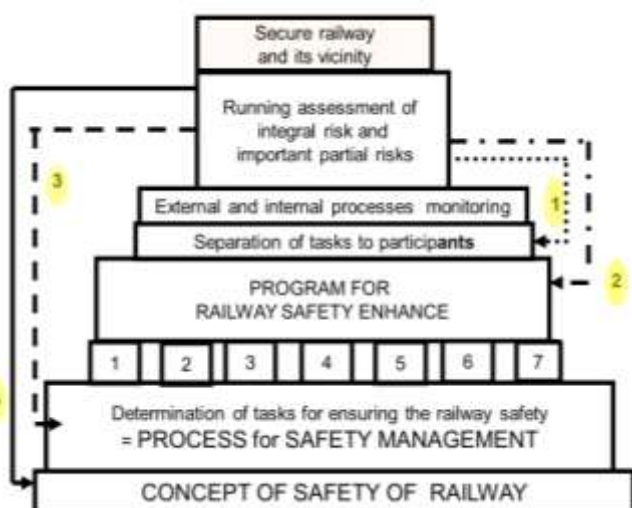 Secure railway
and its vicinity
Running assessment of
integral risk and
important partial risks
3
1
External and internal processes monitoring
Separation of tasks to participants
2
PROGRAM FOR
RAILWAY SAFETY ENHANCE
1 2 3 4 5 6 7
Determination of tasks for ensuring the railway safety
= PROCESS for SAFETY MANAGEMENT
CONCEPT OF SAFETY OF RAILWAY